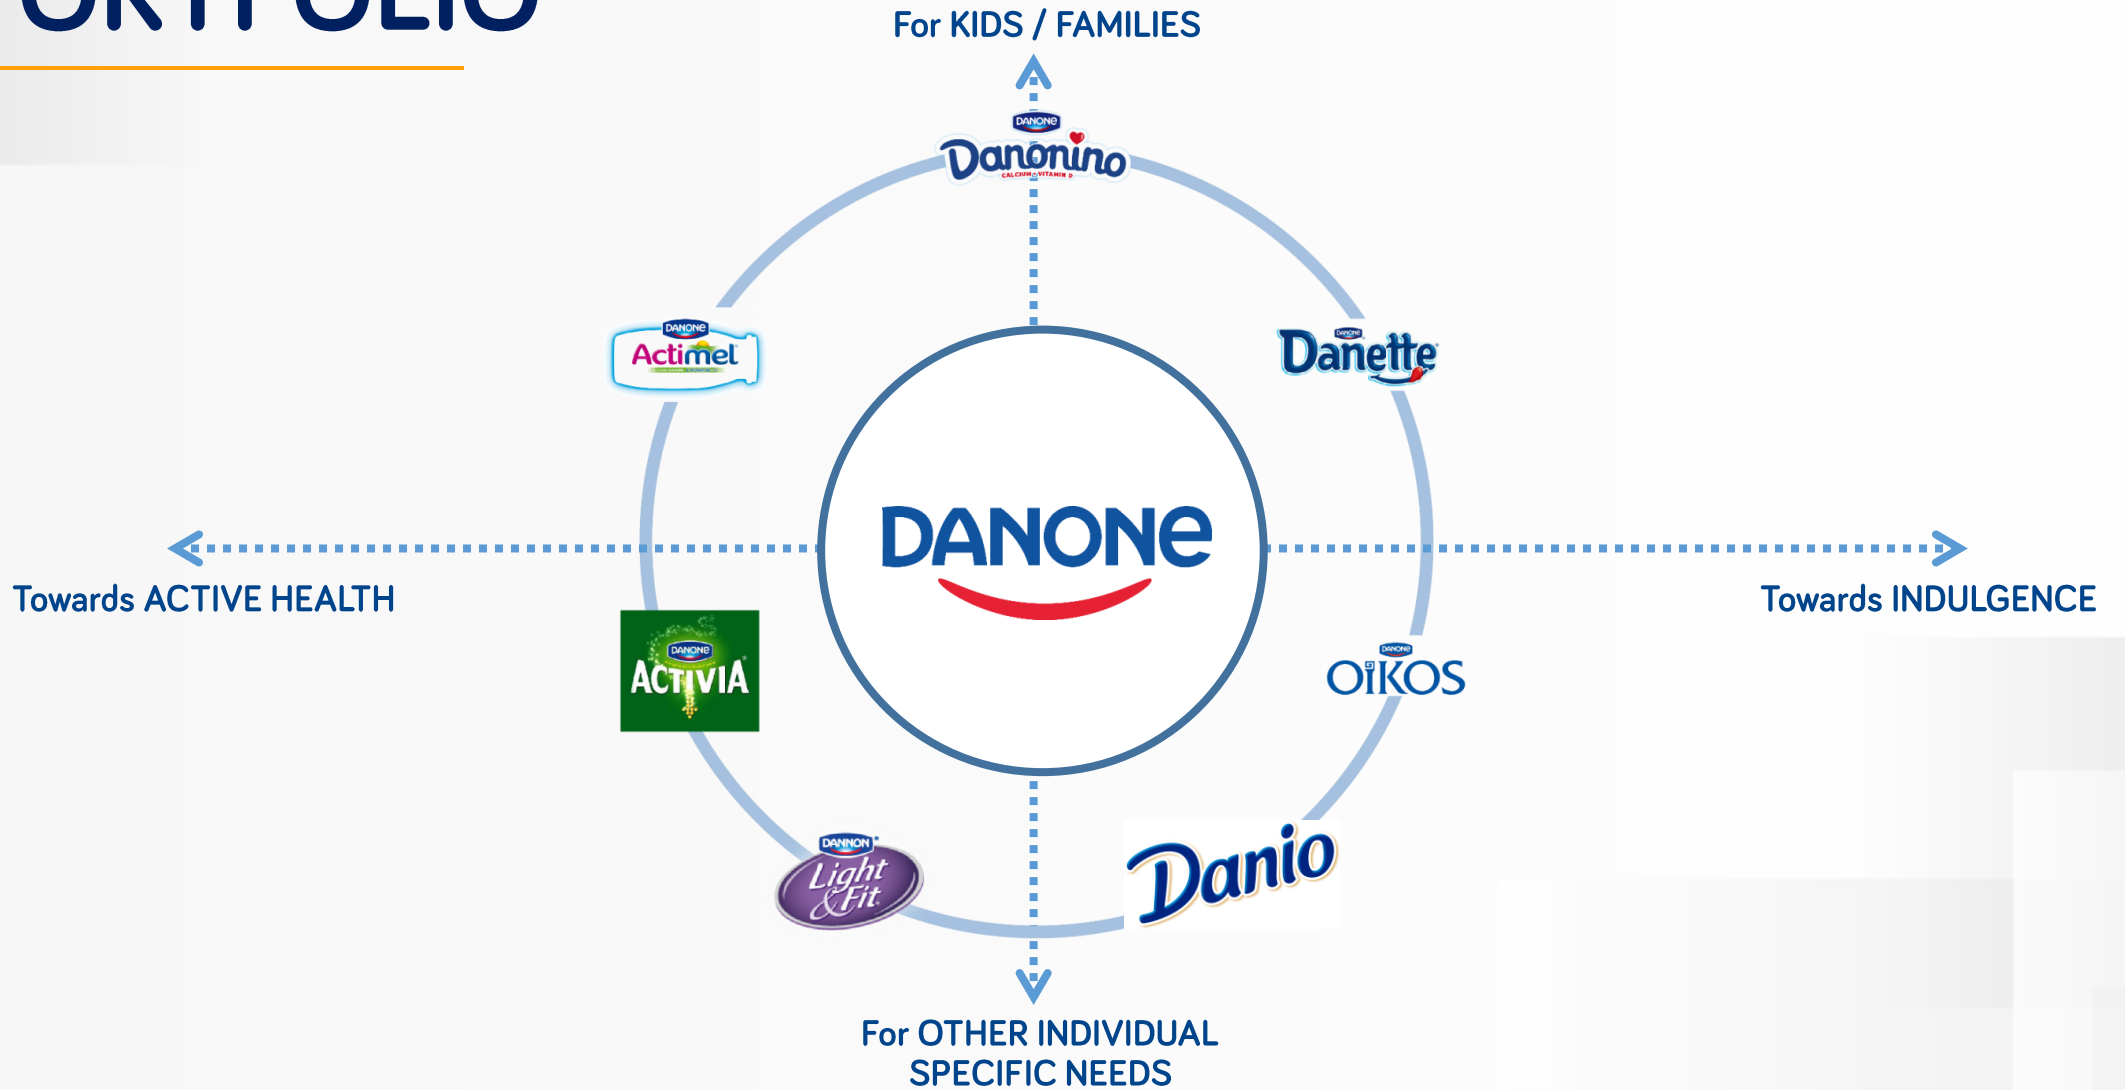 ORTFOLIO
For KIDS / FAMILIES
DANONE
Danonino
CALCIUM + VITAMIN D
DANONE
Actimel
DANONE
Danette
DANONE
Towards ACTIVE HEALTH
Towards INDULGENCE
DANONE
ACTIVIA
DANONE
OIKOS
DANNON
Light
& Fit
Danio
For OTHER INDIVIDUAL
SPECIFIC NEEDS